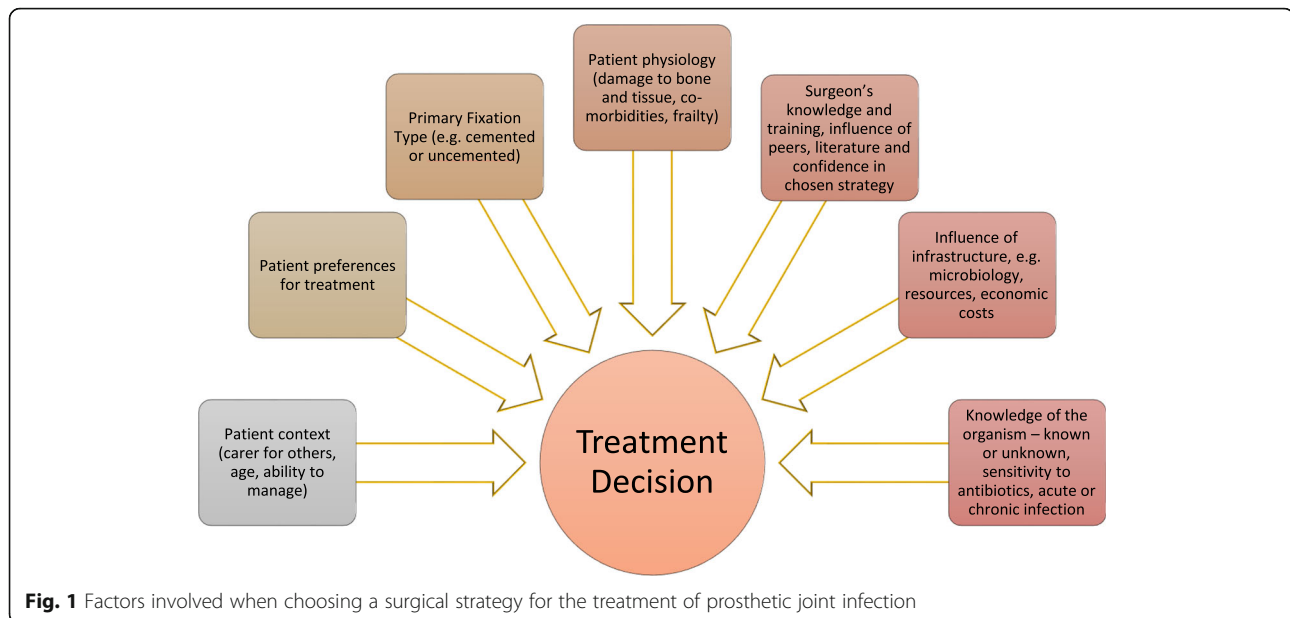 Patient physiology
(damage to bone
and tissue, co-
morbidities, frailty)
Surgeon's
knowledge and
training, influence of
peers, literature and
confidence in
chosen strategy
Primary Fixation
Type (e.g. cemented
or uncemented)
Influence of
infrastructure, e.g.
microbiology,
resources, economic
costs
Patient preferences
for treatment
Patient context
(carer for others,
age, ability to
manage)
Knowledge of the
organism – known
or unknown,
sensitivity to
antibiotics, acute or
chronic infection
Treatment
Decision
Fig. 1 Factors involved when choosing a surgical strategy for the treatment of prosthetic joint infection